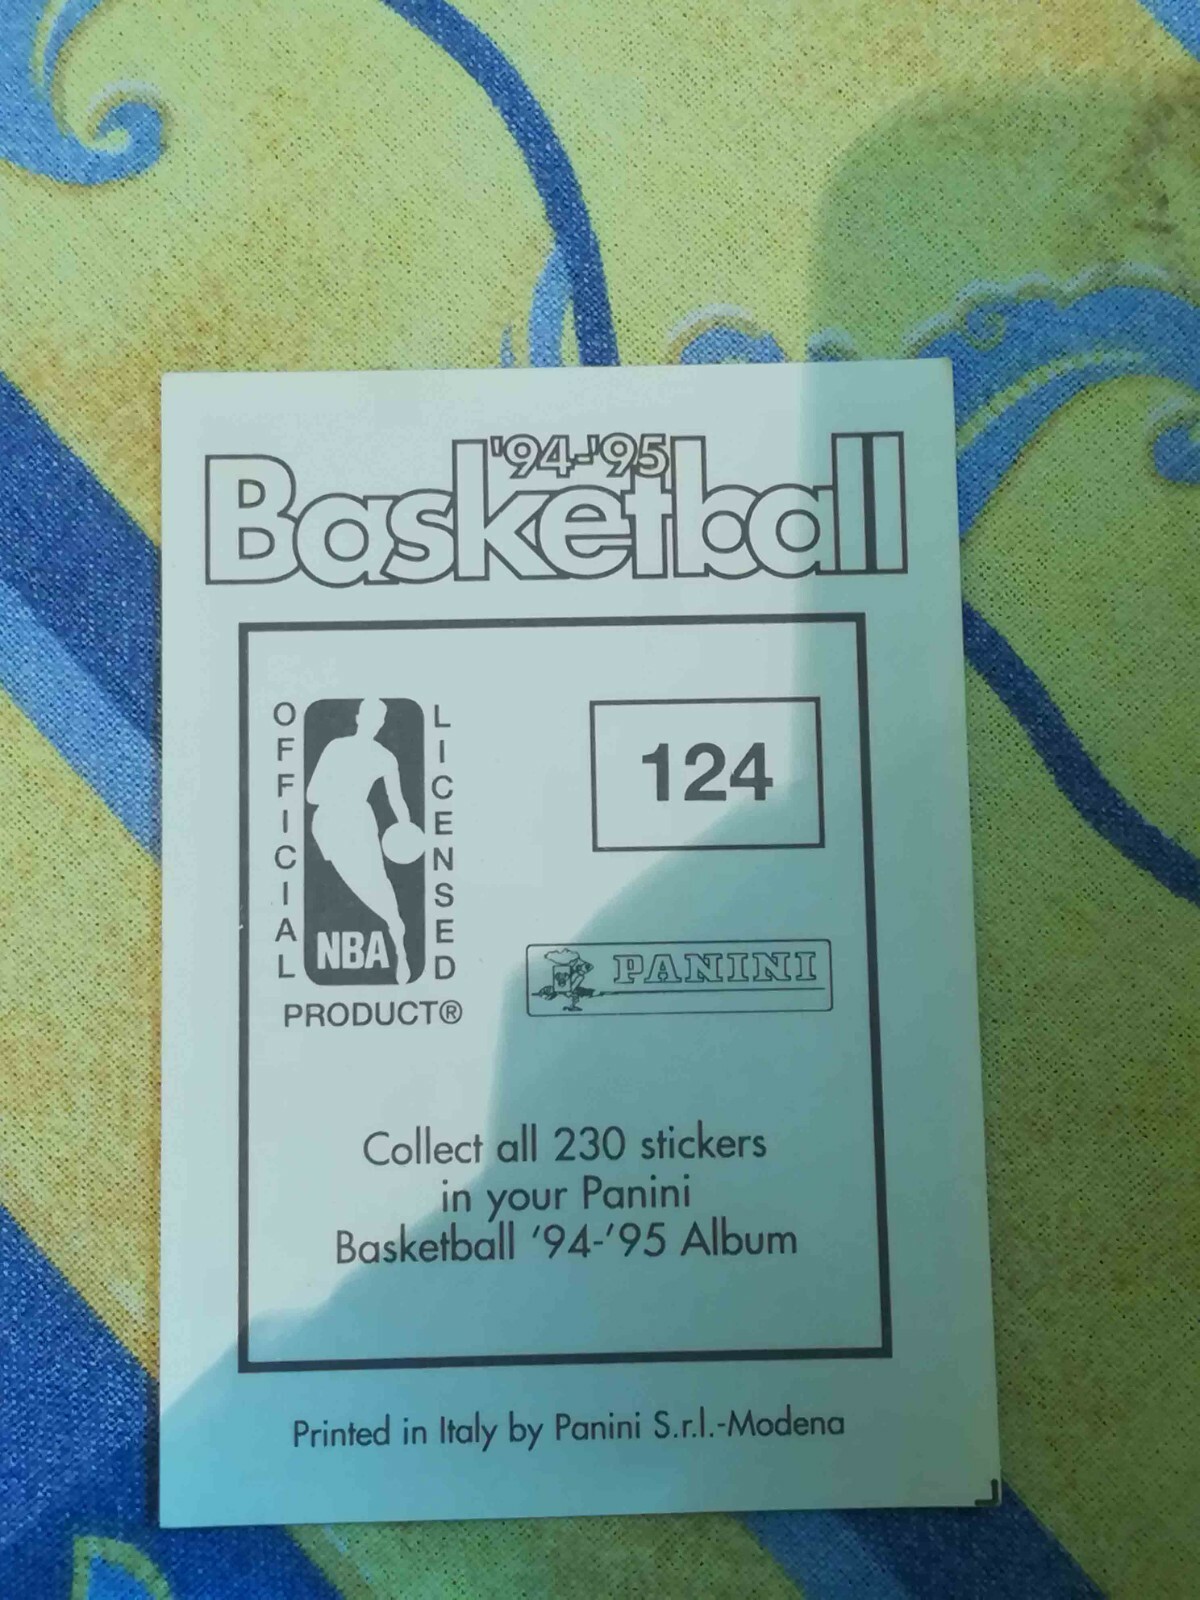 '94-'95
Basketball
OFFICIAL
LICENSED
NBA
PRODUCT®
124
PANINI
Collect all 230 stickers
in your Panini
Basketball '94-'95 Album
Printed in Italy by Panini S.r.l.-Modena